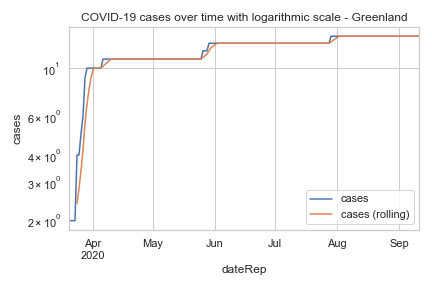 COVID-19 cases over time with logarithmic scale - Greenland
cases
10¹
6 × 10⁰
4 × 10⁰
3 × 10⁰
2 × 10⁰
cases
cases (rolling)
Apr May Jun Jul Aug Sep
2020
dateRep